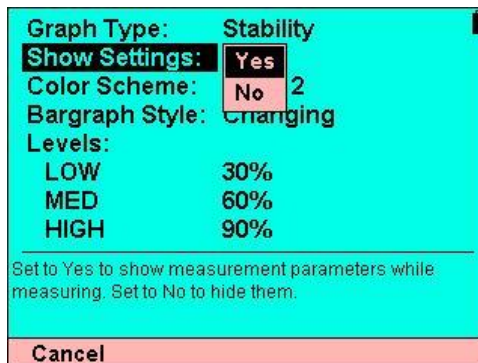 Graph Type: Stability
Show Settings: Yes
No
Color Scheme: 2
Bargraph Style: Changing
Levels:
LOW 30%
MED 60%
HIGH 90%
Set to Yes to show measurement parameters while
measuring. Set to No to hide them.
Cancel